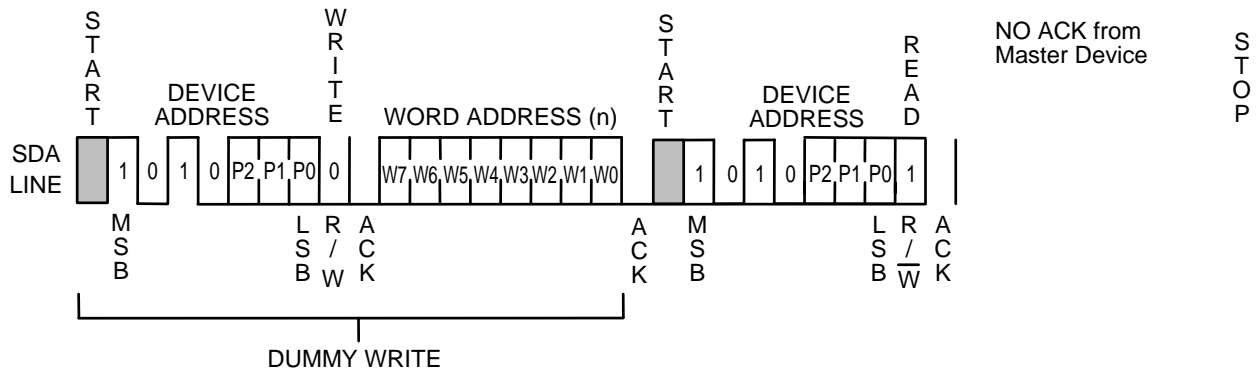 START
WRITE
START
READ
NO ACK from
Master Device
STOP
DEVICE
ADDRESS
WORD ADDRESS (n)
DEVICE
ADDRESS
SDA
LINE
1 0 1 0 P2 P1 P0 0 W7 W6 W5 W4 W3 W2 W1 W0 1 0 1 0 P2 P1 P0 1
MSB
LSB
R/W
ACK
ACK
MSB
LSB
R/W
ACK
DUMMY WRITE